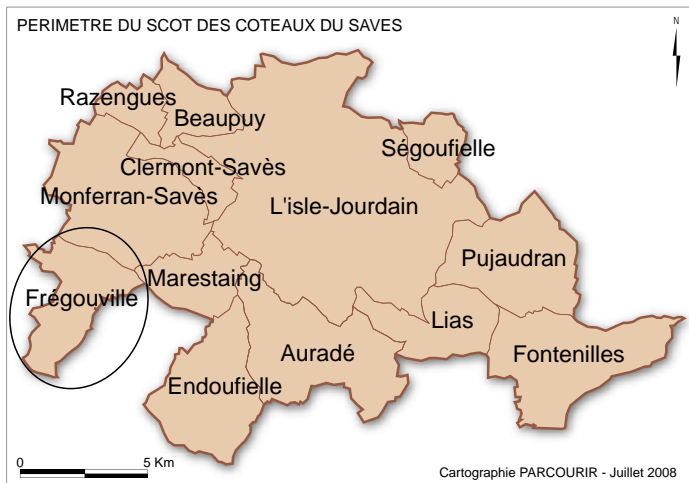 PERIMETRE DU SCOT DES COTEAUX DU SAVES
N
Razengues
Beaupuy
Ségoufielle
Clermont-Savès
Monferran-Savès
L'isle-Jourdain
Pujaudran
Marestaing
Frégouville
Lias
Auradé
Fontenilles
Endoufielle
0 5 Km
Cartographie PARCOURIR - Juillet 2008